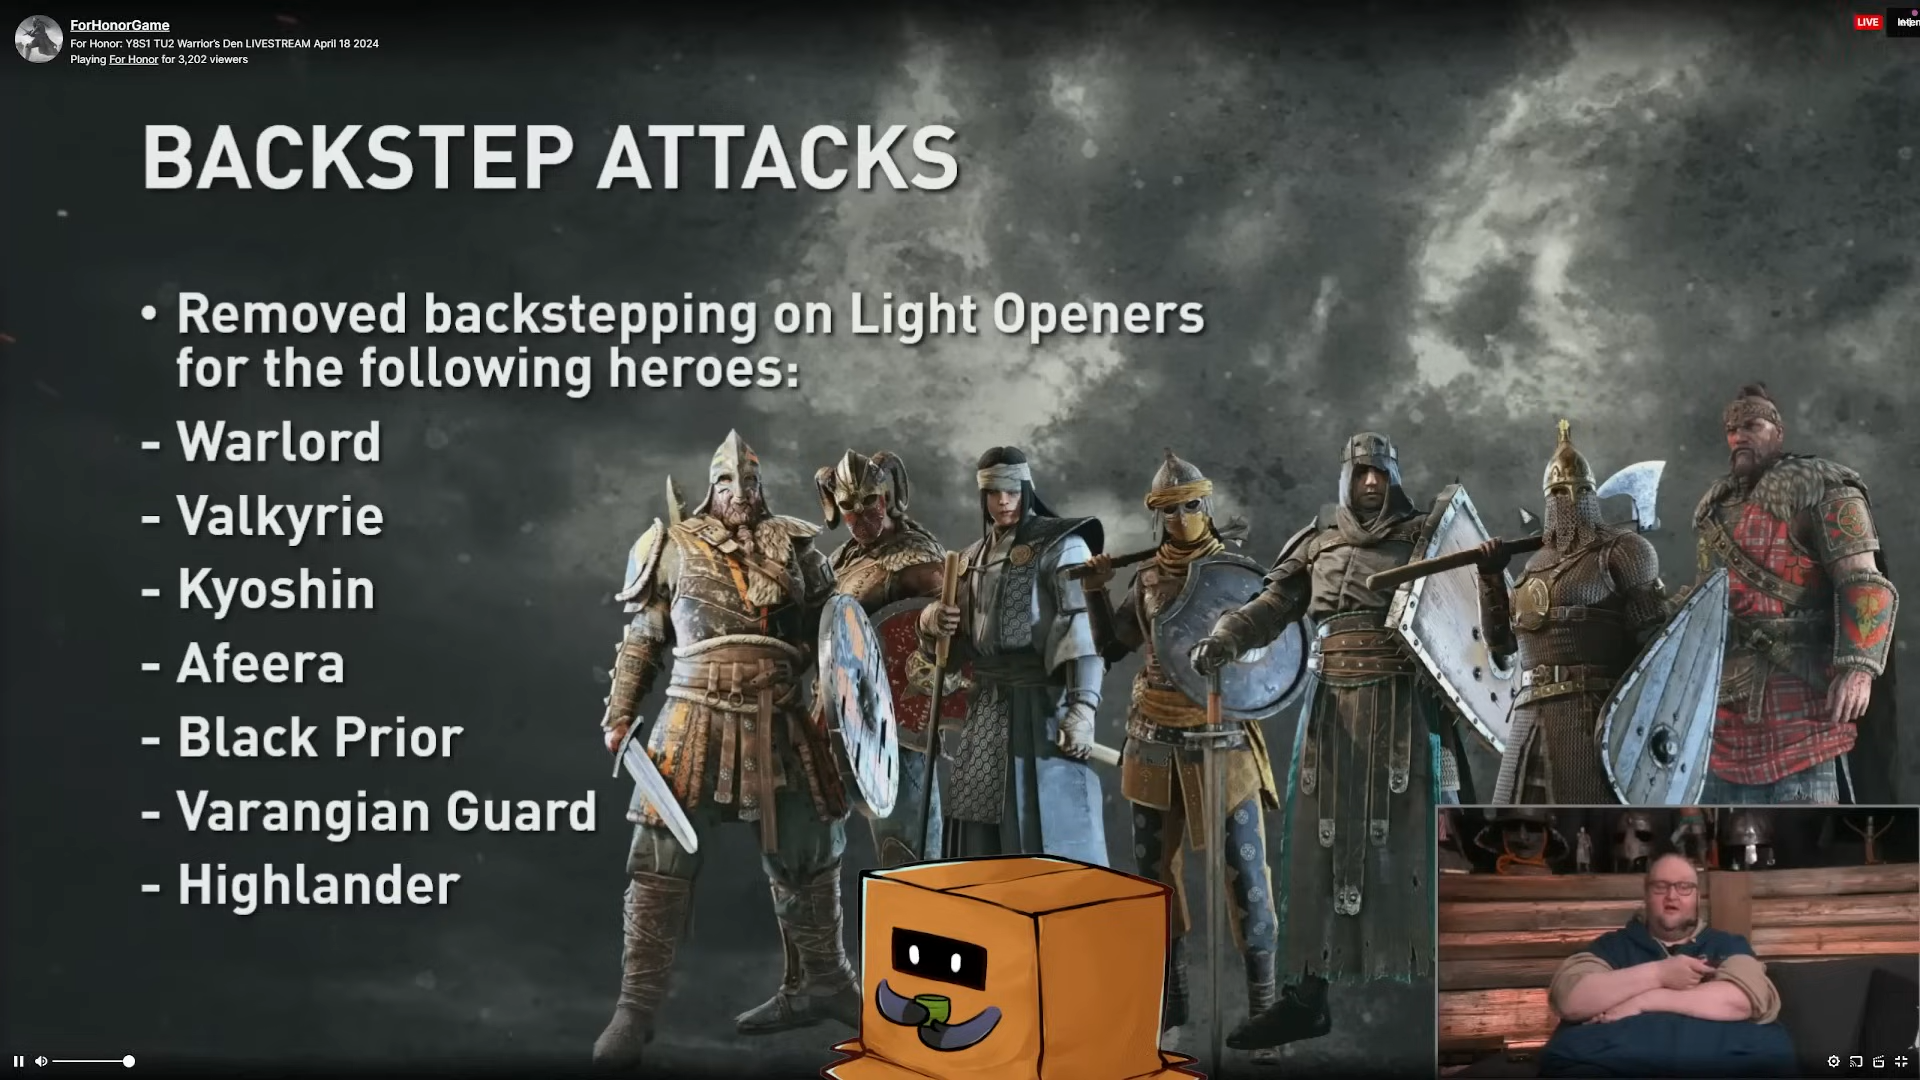 ForHonorGame
For Honor: Y8S1 TU2 Warrior's Den LIVESTREAM April 18 2024
Playing For Honor for 3,202 viewers
LIVE
BACKSTEP ATTACKS
• Removed backstepping on Light Openers
for the following heroes:
- Warlord
- Valkyrie
- Kyoshin
- Afeera
- Black Prior
- Varangian Guard
- Highlander